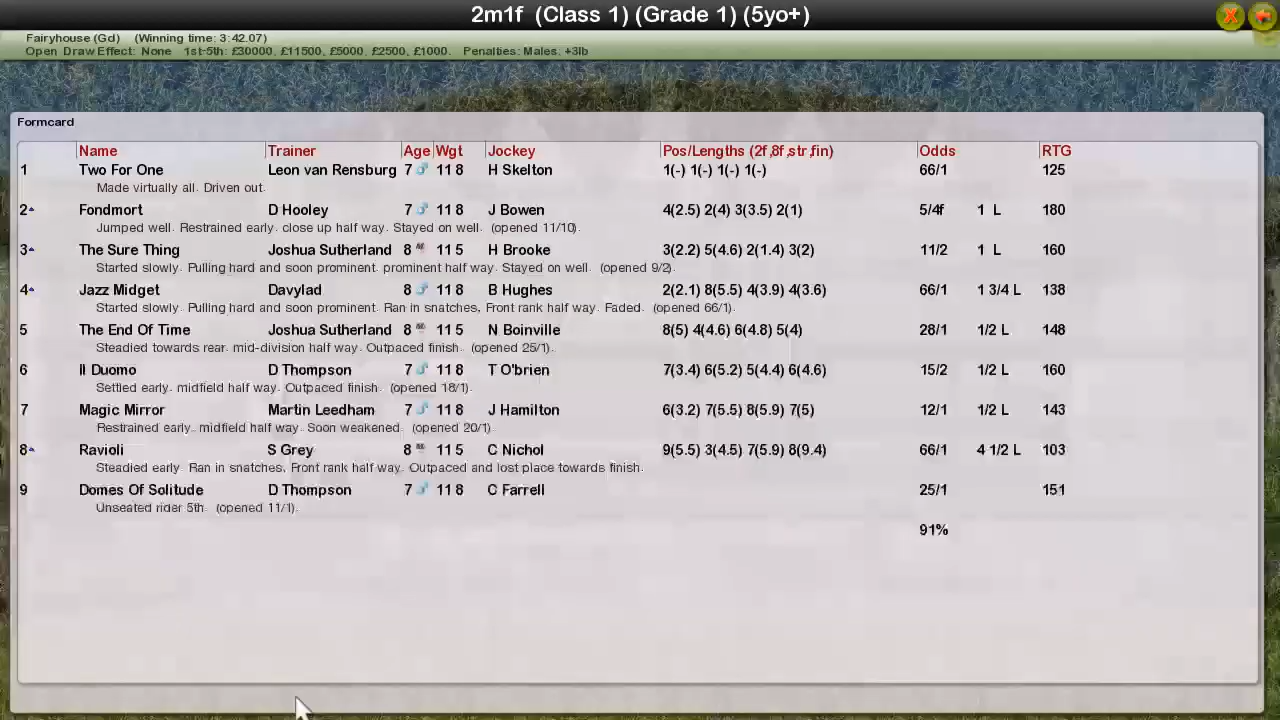 2m1f (Class 1) (Grade 1) (5yo+)
Fairyhouse (Gd) (Winning time: 3:42.07)
Open Draw Effect: None 1st-5th: £30000, £11500, £5000, £2500, £1000. Penalties: Males, +3lb
Formcard
Name Trainer Age Wgt Jockey Pos/Lengths (2f,8f,str,fin) Odds RTG
1 Two For One Leon van Rensburg 7 11 8 H Skelton 1(-) 1(-) 1(-) 1(-) 66/1 125
Made virtually all. Driven out.
2 Fondmort D Hooley 7 11 8 J Bowen 4(2.5) 2(4) 3(3.5) 2(1) 5/4f 1 L 180
Jumped well. Restrained early. close up half way. Stayed on well. (opened 11/10).
3 The Sure Thing Joshua Sutherland 8 11 5 H Brooke 3(2.2) 5(4.6) 2(1.4) 3(2) 11/2 1 L 160
Started slowly. Pulling hard and soon prominent. prominent half way. Stayed on well. (opened 9/2).
4 Jazz Midget Davylad 8 11 8 B Hughes 2(2.1) 8(5.5) 4(3.9) 4(3.6) 66/1 1 3/4 L 138
Started slowly. Pulling hard and soon prominent. Ran in snatches, Front rank half way. Faded. (opened 66/1).
5 The End Of Time Joshua Sutherland 8 11 5 N Boinville 8(5) 4(4.6) 6(4.8) 5(4) 28/1 1/2 L 148
Steadied towards rear. mid-division half way. Outpaced finish. (opened 25/1).
6 Il Duomo D Thompson 7 11 8 T O'brien 7(3.4) 6(5.2) 5(4.4) 6(4.6) 15/2 1/2 L 160
Settled early. midfield half way. Outpaced finish. (opened 18/1).
7 Magic Mirror Martin Leedham 7 11 8 J Hamilton 6(3.2) 7(5.5) 8(5.9) 7(5) 12/1 1/2 L 143
Restrained early. midfield half way. Soon weakened. (opened 20/1)
8 Ravioli S Grey 8 11 5 C Nichol 9(5.5) 3(4.5) 7(5.9) 8(9.4) 66/1 4 1/2 L 103
Steadied early. Ran in snatches, Front rank half way. Outpaced and lost place towards finish.
9 Domes Of Solitude D Thompson 7 11 8 C Farrell 25/1 151
Unseated rider 5th. (opened 11/1).
91%